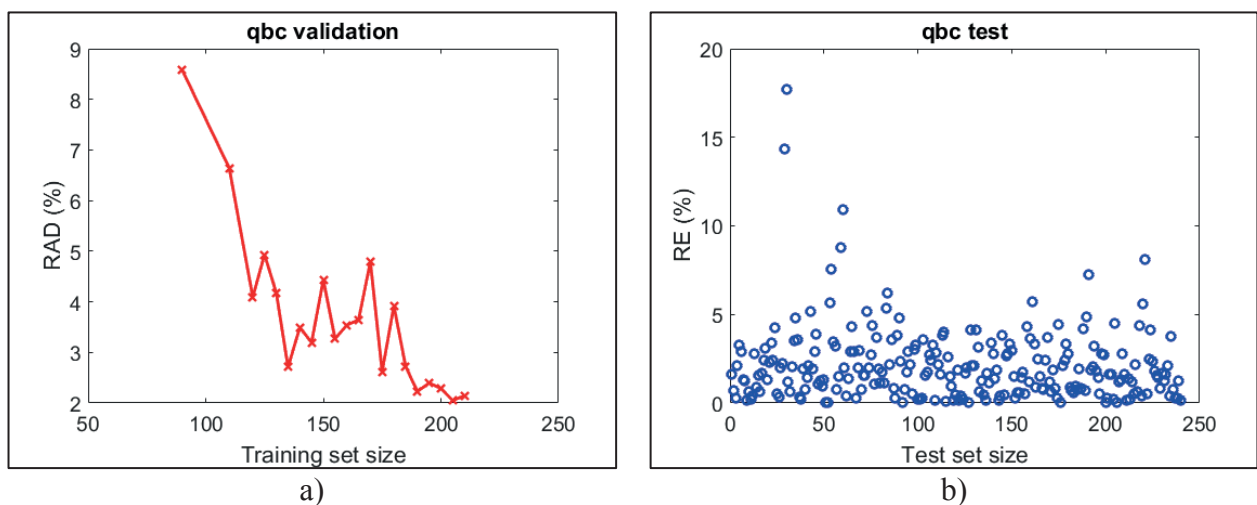 qbc validation
9
8
7
6
5
4
3
2
RAD (%)
50 100 150 200 250
Training set size
a)
qbc test
20
15
10
5
0
RE (%)
0 50 100 150 200 250
Test set size
b)